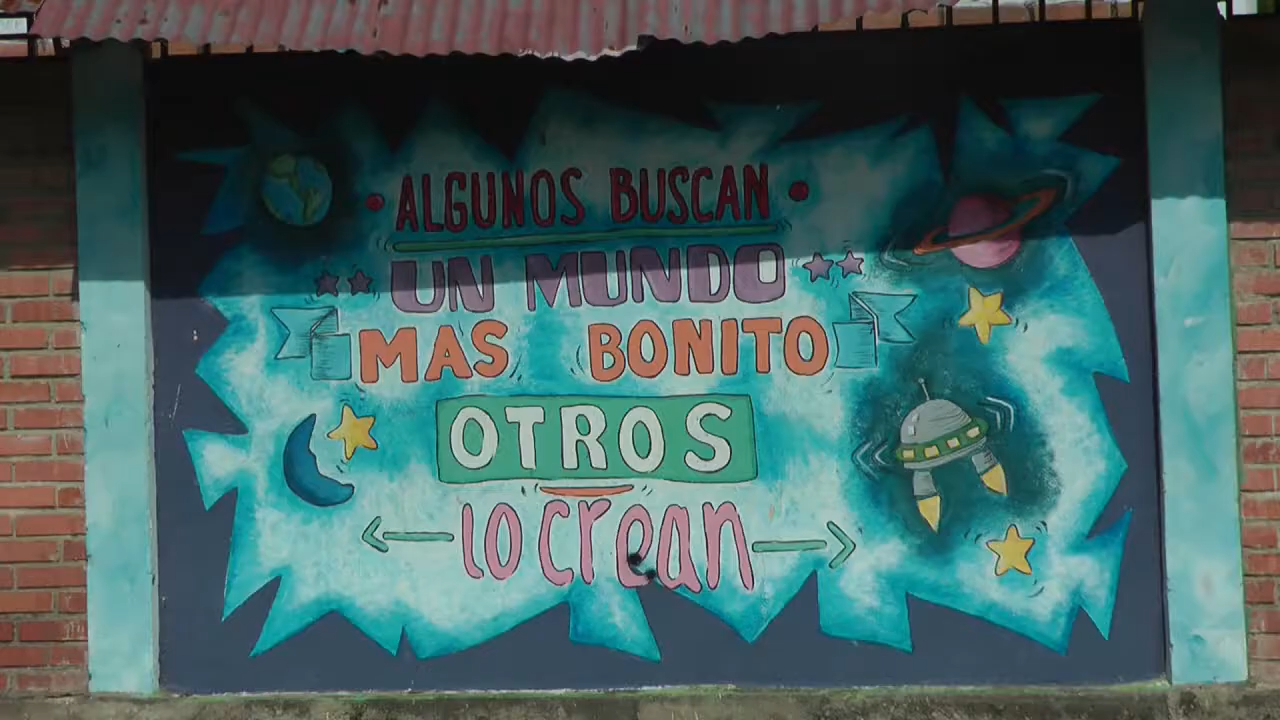 ALGUNOS BUSCAN
UN MUNDO
MAS BONITO
OTROS
lo crean